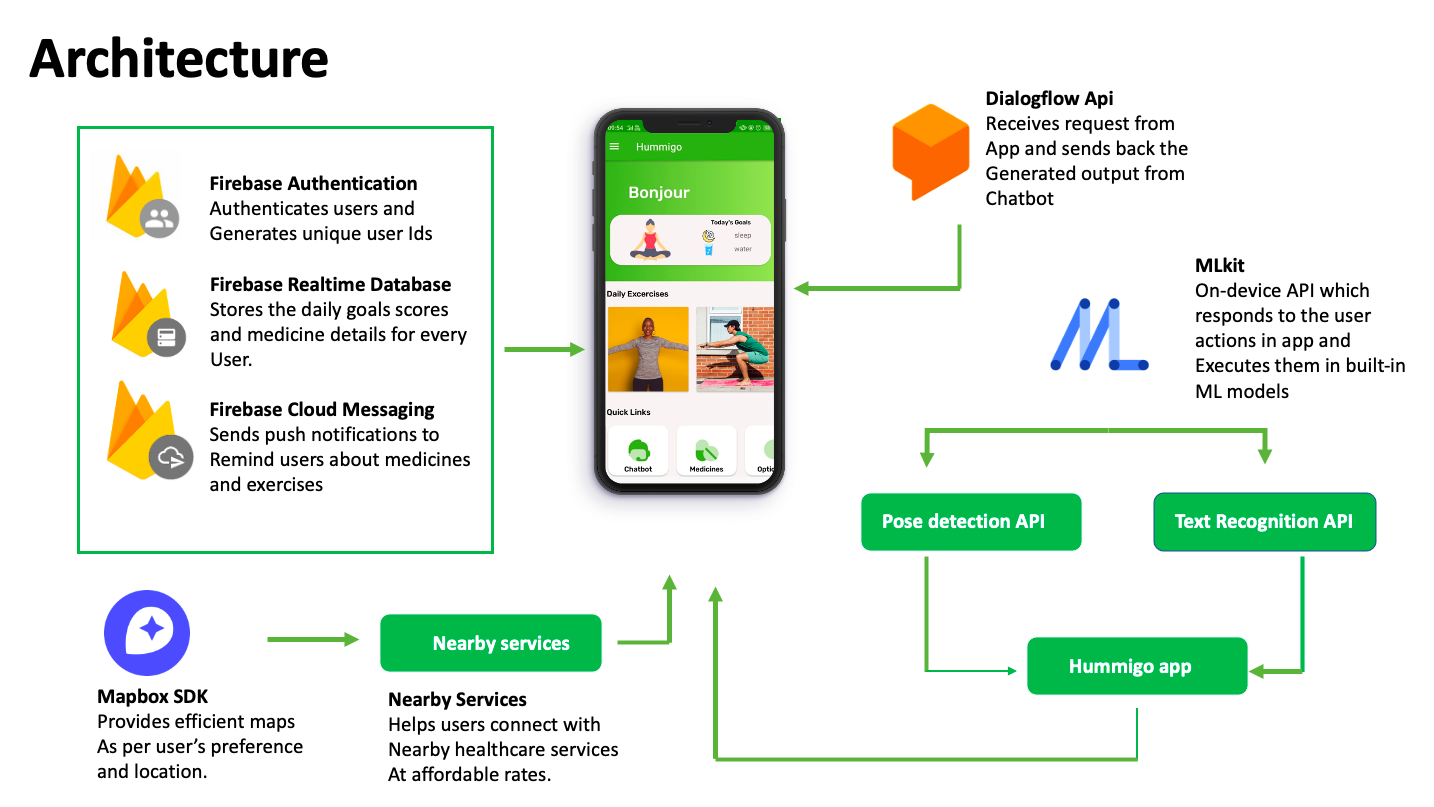 Architecture
Firebase Authentication
Authenticates users and
Generates unique user Ids
Firebase Realtime Database
Stores the daily goals scores
and medicine details for every
User.
Firebase Cloud Messaging
Sends push notifications to
Remind users about medicines
and exercises
Hummigo
Bonjour
Today's Goals
sleep
water
Daily Excercises
Quick Links
Chatbot
Medicines
Optic
Dialogflow Api
Receives request from
App and sends back the
Generated output from
Chatbot
MLkit
On-device API which
responds to the user
actions in app and
Executes them in built-in
ML models
Pose detection API
Text Recognition API
Hummigo app
Mapbox SDK
Provides efficient maps
As per user’s preference
and location.
Nearby services
Nearby Services
Helps users connect with
Nearby healthcare services
At affordable rates.